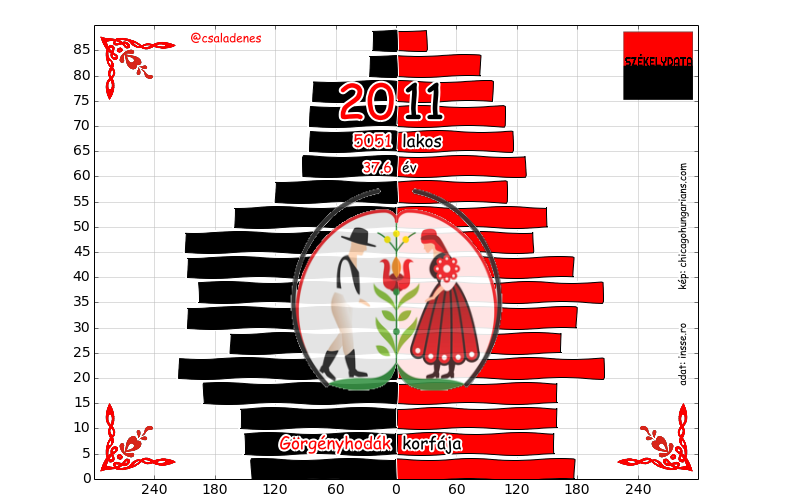 @csaladenes
SZÉKELYDATA
2011
5051 lakos
37.6 év
kép: chicagohungarians.com
adat: insse.ro
Görgényhodák korfája
85
80
75
70
65
60
55
50
45
40
35
30
25
20
15
10
5
0
240 180 120 60 0 60 120 180 240